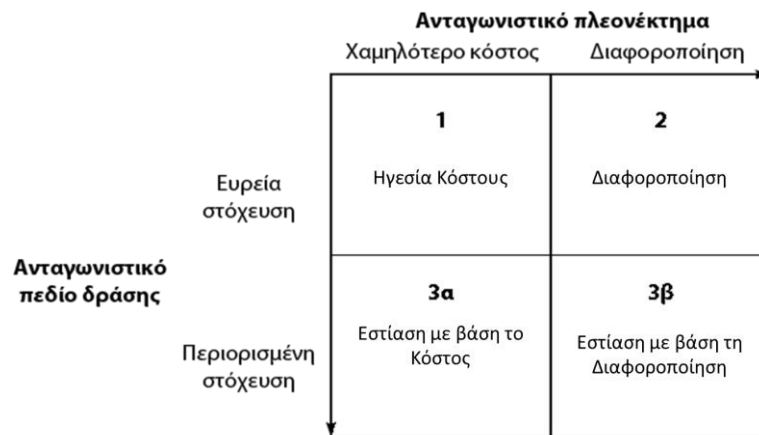 Ανταγωνιστικό πλεονέκτημα
Χαμηλότερο κόστος Διαφοροποίηση
1 2
Ευρεία
στόχευση
Ηγεσία Κόστους Διαφοροποίηση
Ανταγωνιστικό
πεδίο δράσης
3α 3β
Περιορισμένη
στόχευση
Εστίαση με βάση το
Κόστος
Εστίαση με βάση τη
Διαφοροποίηση